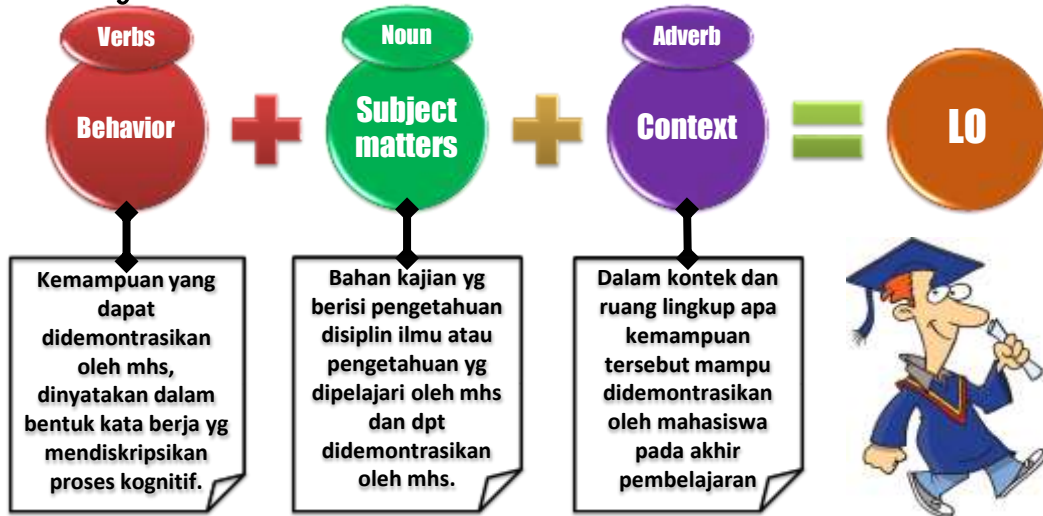 Verbs
Behavior
Noun
Subject
matters
Adverb
Context
LO
Kemampuan yang
dapat
didemontrasikan
oleh mhs,
dinyatakan dalam
bentuk kata berja yg
mendiskripsikan
proses kognitif.
Bahan kajian yg
berisi pengetahuan
disiplin ilmu atau
pengetahuan yg
dipelajari oleh mhs
dan dpt
didemontrasikan
oleh mhs.
Dalam kontek dan
ruang lingkup apa
kemampuan
tersebut mampu
didemontrasikan
oleh mahasiswa
pada akhir
pembelajaran